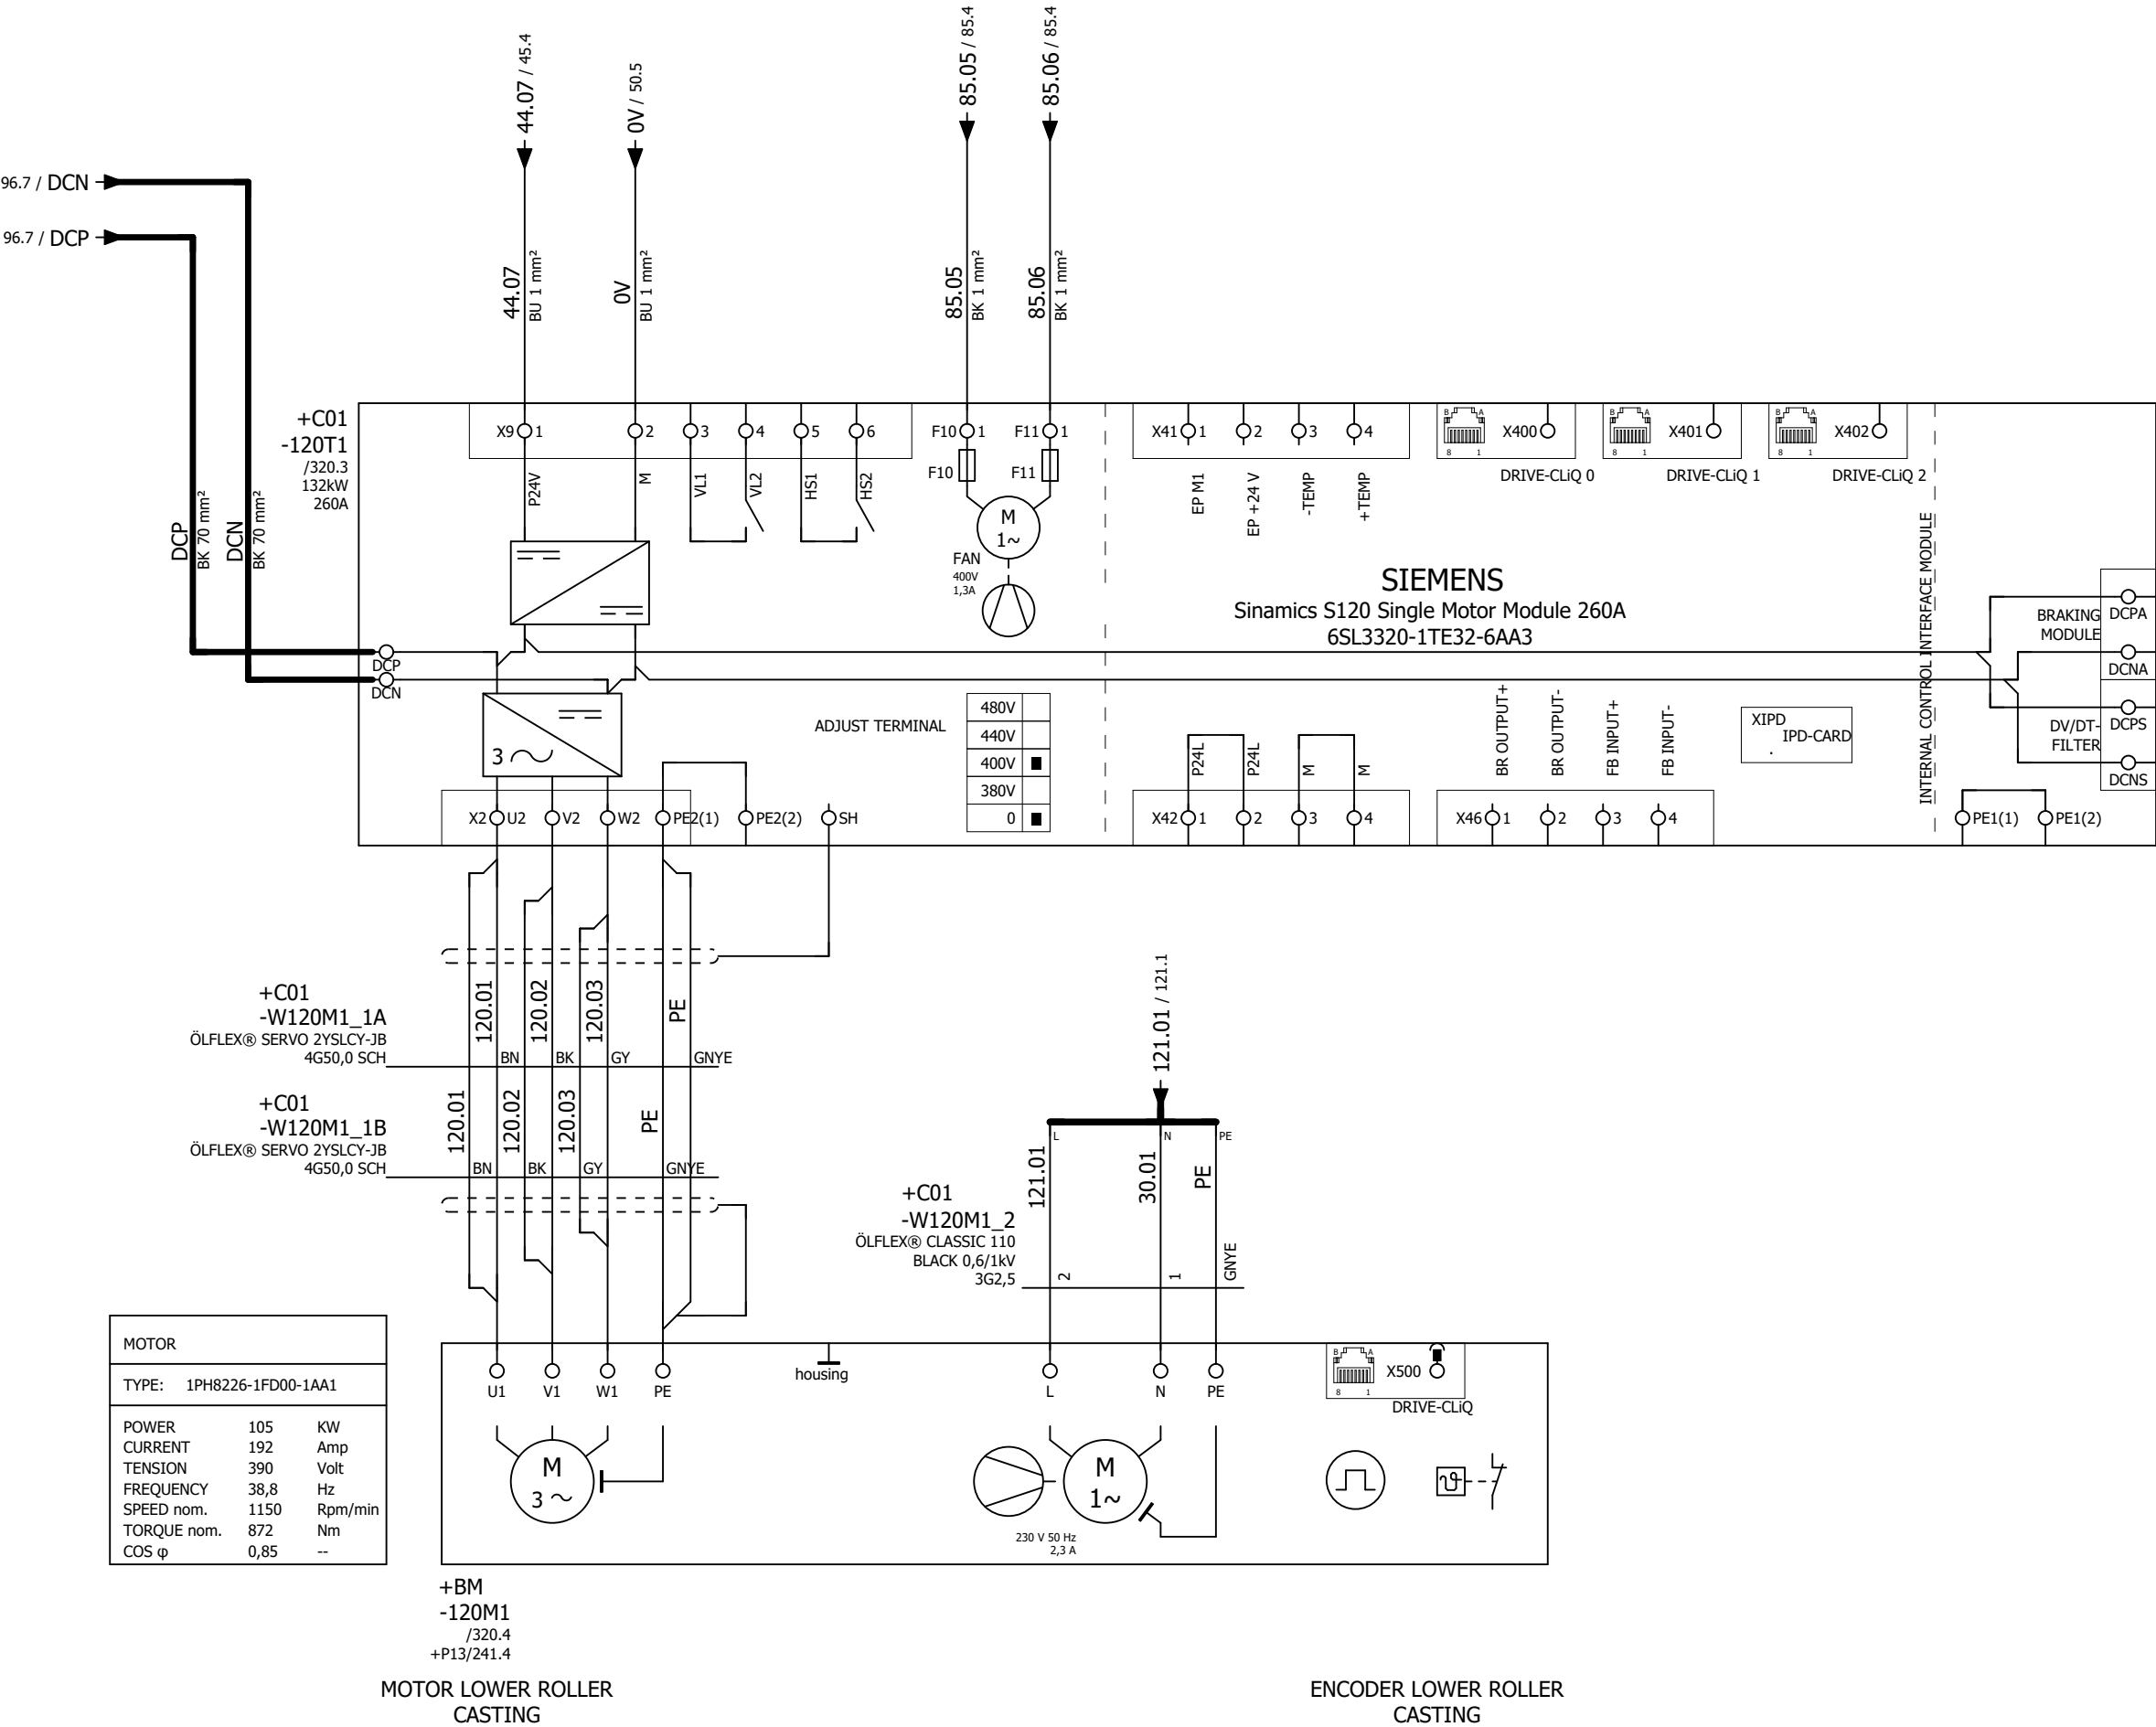 44.07 / 45.4
0V / 50.5
85.05 / 85.4
85.06 / 85.4
96.7 / DCN
96.7 / DCP
44.07
BU 1 mm²
0V
BU 1 mm²
85.05
BK 1 mm²
85.06
BK 1 mm²
DCP
BK 70 mm²
DCN
BK 70 mm²
+C01
-120T1
/320.3
132kW
260A
X9 1 2 3 4 5 6
P24V
M
VL1
VL2
HS1
HS2
F10 1
F11 1
F10
F11
M
1~
FAN
400V
1,3A
X41 1 2 3 4
EP M1
EP +24 V
-TEMP
+TEMP
B A
8 1
X400
DRIVE-CLiQ 0
B A
8 1
X401
DRIVE-CLiQ 1
B A
8 1
X402
DRIVE-CLiQ 2
SIEMENS
Sinamics S120 Single Motor Module 260A
6SL3320-1TE32-6AA3
INTERNAL CONTROL INTERFACE MODULE
BRAKING
MODULE
DCPA
DCNA
DV/DT-
FILTER
DCPS
DCNS
DCP
DCN
3
ADJUST TERMINAL
480V
440V
400V
380V
0
P24L
P24L
M
M
BR OUTPUT+
BR OUTPUT-
FB INPUT+
FB INPUT-
XIPD
IPD-CARD
.
X2 U2 V2 W2 PE2(1) PE2(2) SH
X42 1 2 3 4
X46 1 2 3 4
PE1(1) PE1(2)
+C01
-W120M1_1A
ÖLFLEX® SERVO 2YSLCY-JB
4G50,0 SCH
120.01
120.02
120.03
PE
BN BK GY GNYE
+C01
-W120M1_1B
ÖLFLEX® SERVO 2YSLCY-JB
4G50,0 SCH
120.01
120.02
120.03
PE
BN BK GY GNYE
121.01 / 121.1
L N PE
121.01
30.01
PE
+C01
-W120M1_2
ÖLFLEX® CLASSIC 110
BLACK 0,6/1kV
3G2,5
2
1
GNYE
MOTOR
TYPE: 1PH8226-1FD00-1AA1
POWER 105 KW
CURRENT 192 Amp
TENSION 390 Volt
FREQUENCY 38,8 Hz
SPEED nom. 1150 Rpm/min
TORQUE nom. 872 Nm
COS φ 0,85 --
U1 V1 W1 PE
housing
L N PE
B A
8 1
X500
DRIVE-CLiQ
M
3 ~
M
1~
230 V 50 Hz
2,3 A
ϑ
+BM
-120M1
/320.4
+P13/241.4
MOTOR LOWER ROLLER
CASTING
ENCODER LOWER ROLLER
CASTING